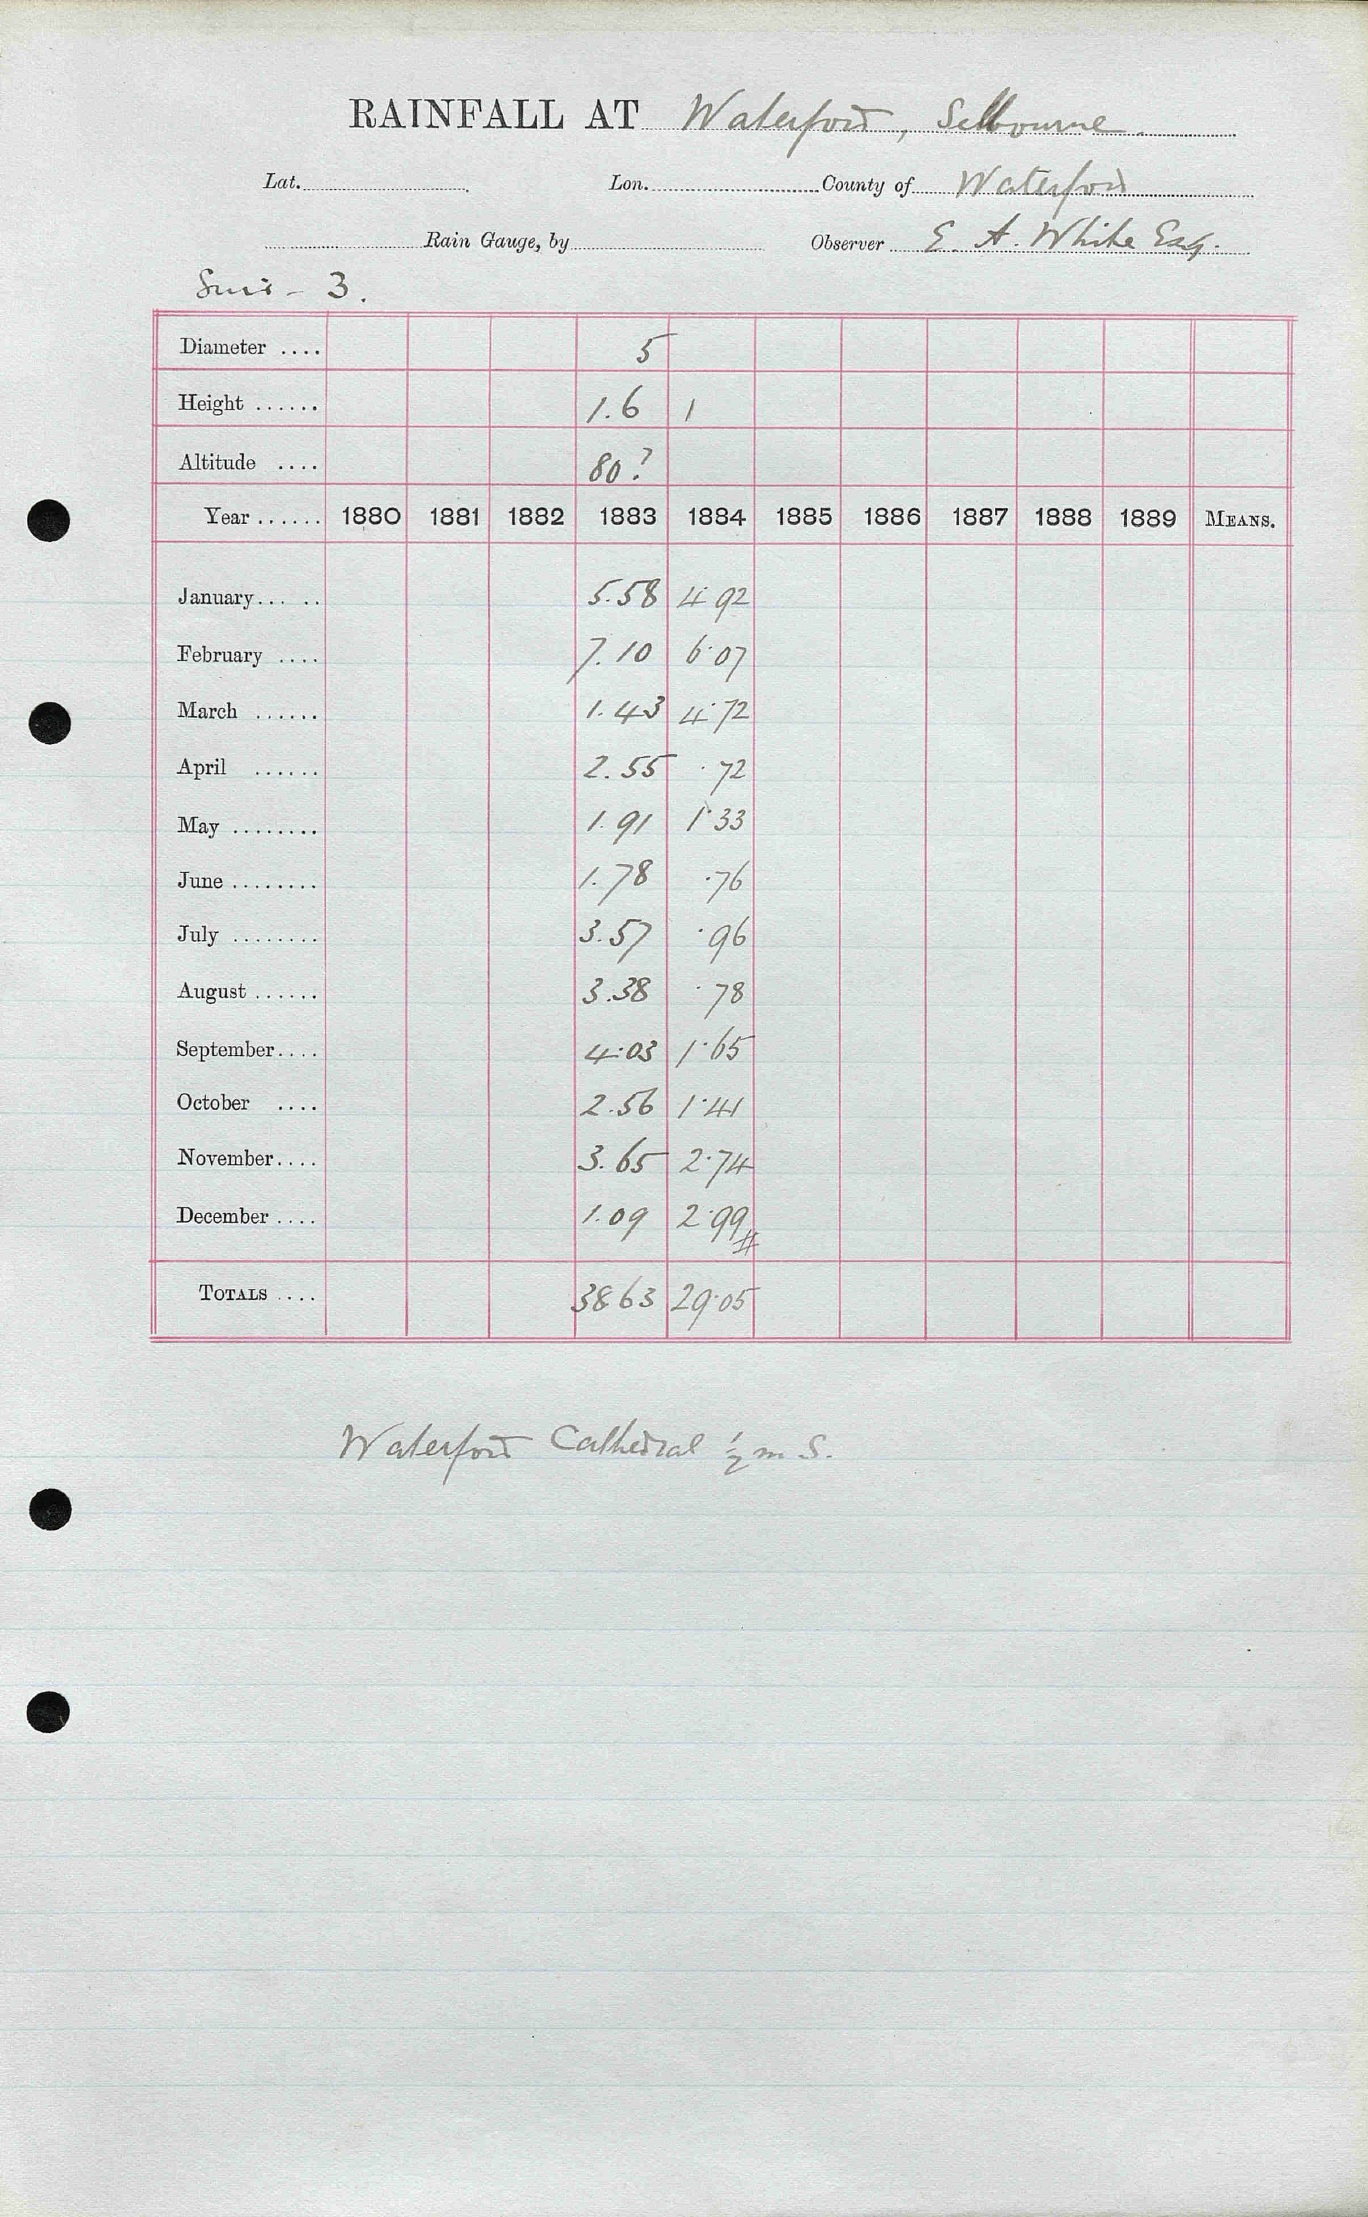 RAINFALL AT Waterford, Selbourne.
Lat. Lon. County of Waterford
Rain Gauge, by Observer E. A. White Esq.
3.
Diameter .... 5
Height ...... 1.6 1
Altitude .... 80?
Year ...... 1880 1881 1882 1883 1884 1885 1886 1887 1888 1889 MEANS.
January... .. 5.58 4.92
February .... 7.10 6.07
March ...... 1.43 4.72
April ...... 2.55 .72
May ........ 1.91 1.33
June ........ 1.78 .76
July ........ 3.57 .96
August ...... 3.38 .78
September.... 4.03 1.65
October .... 2.56 1.41
November.... 3.65 2.74
December .... 1.09 2.99 #
TOTALS .... 38.63 29.05
Waterford Cathedral ½ m S.